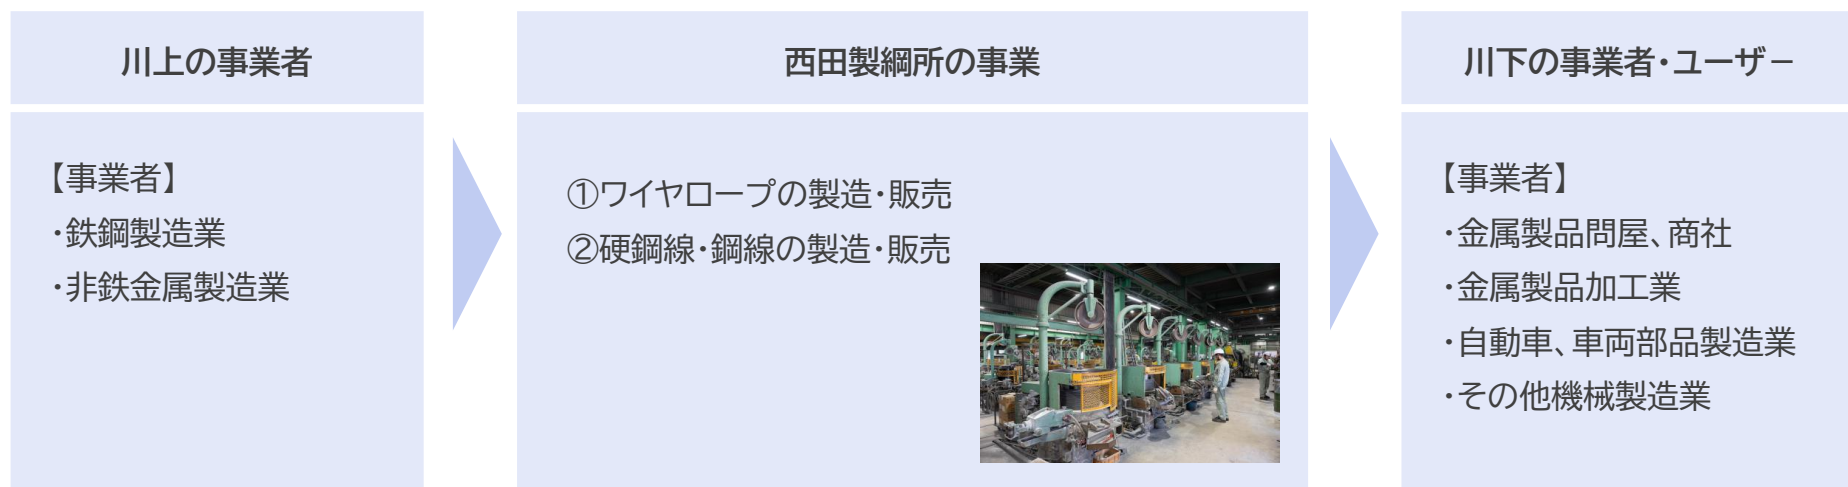 川上の事業者
【事業者】
・鉄鋼製造業
・非鉄金属製造業
西田製綱所の事業
①ワイヤロープの製造・販売
②硬鋼線・鋼線の製造・販売
川下の事業者・ユーザー
【事業者】
・金属製品問屋、商社
・金属製品加工業
・自動車、車両部品製造業
・その他機械製造業